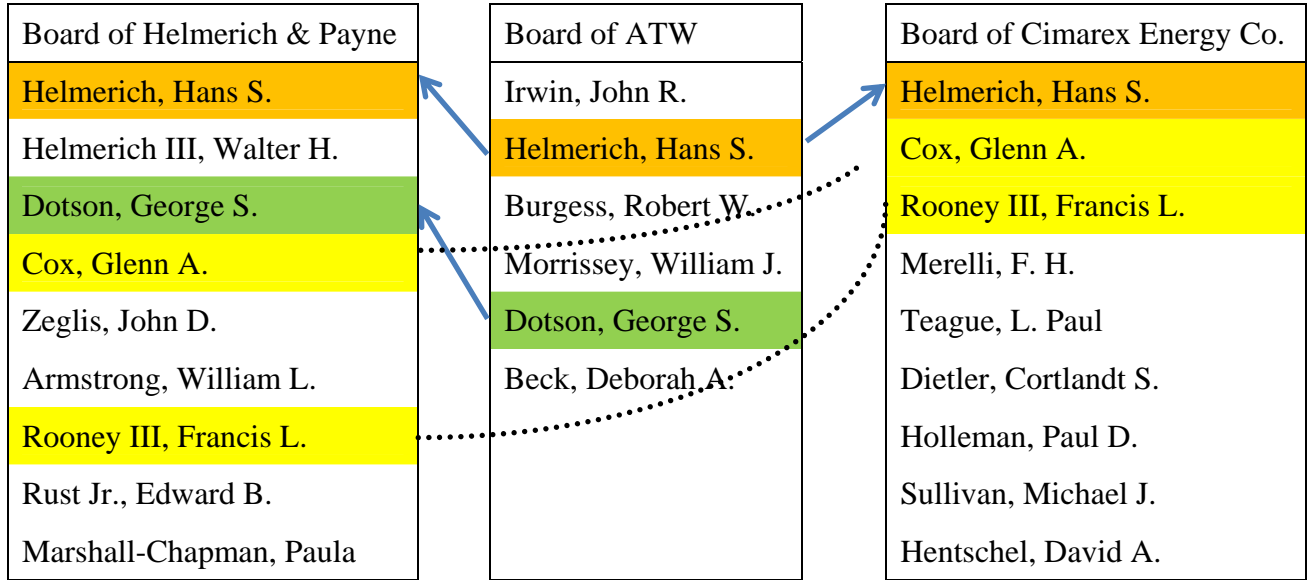 Board of Helmerich & Payne
Helmerich, Hans S.
Helmerich III, Walter H.
Dotson, George S.
Cox, Glenn A.
Zeglis, John D.
Armstrong, William L.
Rooney III, Francis L.
Rust Jr., Edward B.
Marshall-Chapman, Paula
Board of ATW
Irwin, John R.
Helmerich, Hans S.
Burgess, Robert W.
Morrissey, William J.
Dotson, George S.
Beck, Deborah A.
Board of Cimarex Energy Co.
Helmerich, Hans S.
Cox, Glenn A.
Rooney III, Francis L.
Merelli, F. H.
Teague, L. Paul
Dietler, Cortlandt S.
Holleman, Paul D.
Sullivan, Michael J.
Hentschel, David A.